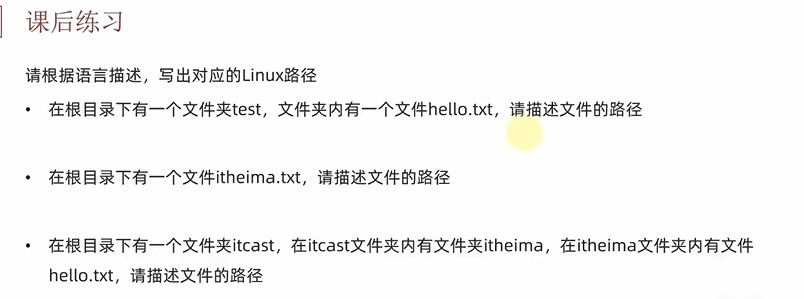 课后练习
请根据语言描述，写出对应的Linux路径
• 在根目录下有一个文件夹test，文件夹内有一个文件hello.txt，请描述文件的路径
• 在根目录下有一个文件itheima.txt，请描述文件的路径
• 在根目录下有一个文件夹itcast，在itcast文件夹内有文件夹itheima，在itheima文件夹内有文件
hello.txt，请描述文件的路径